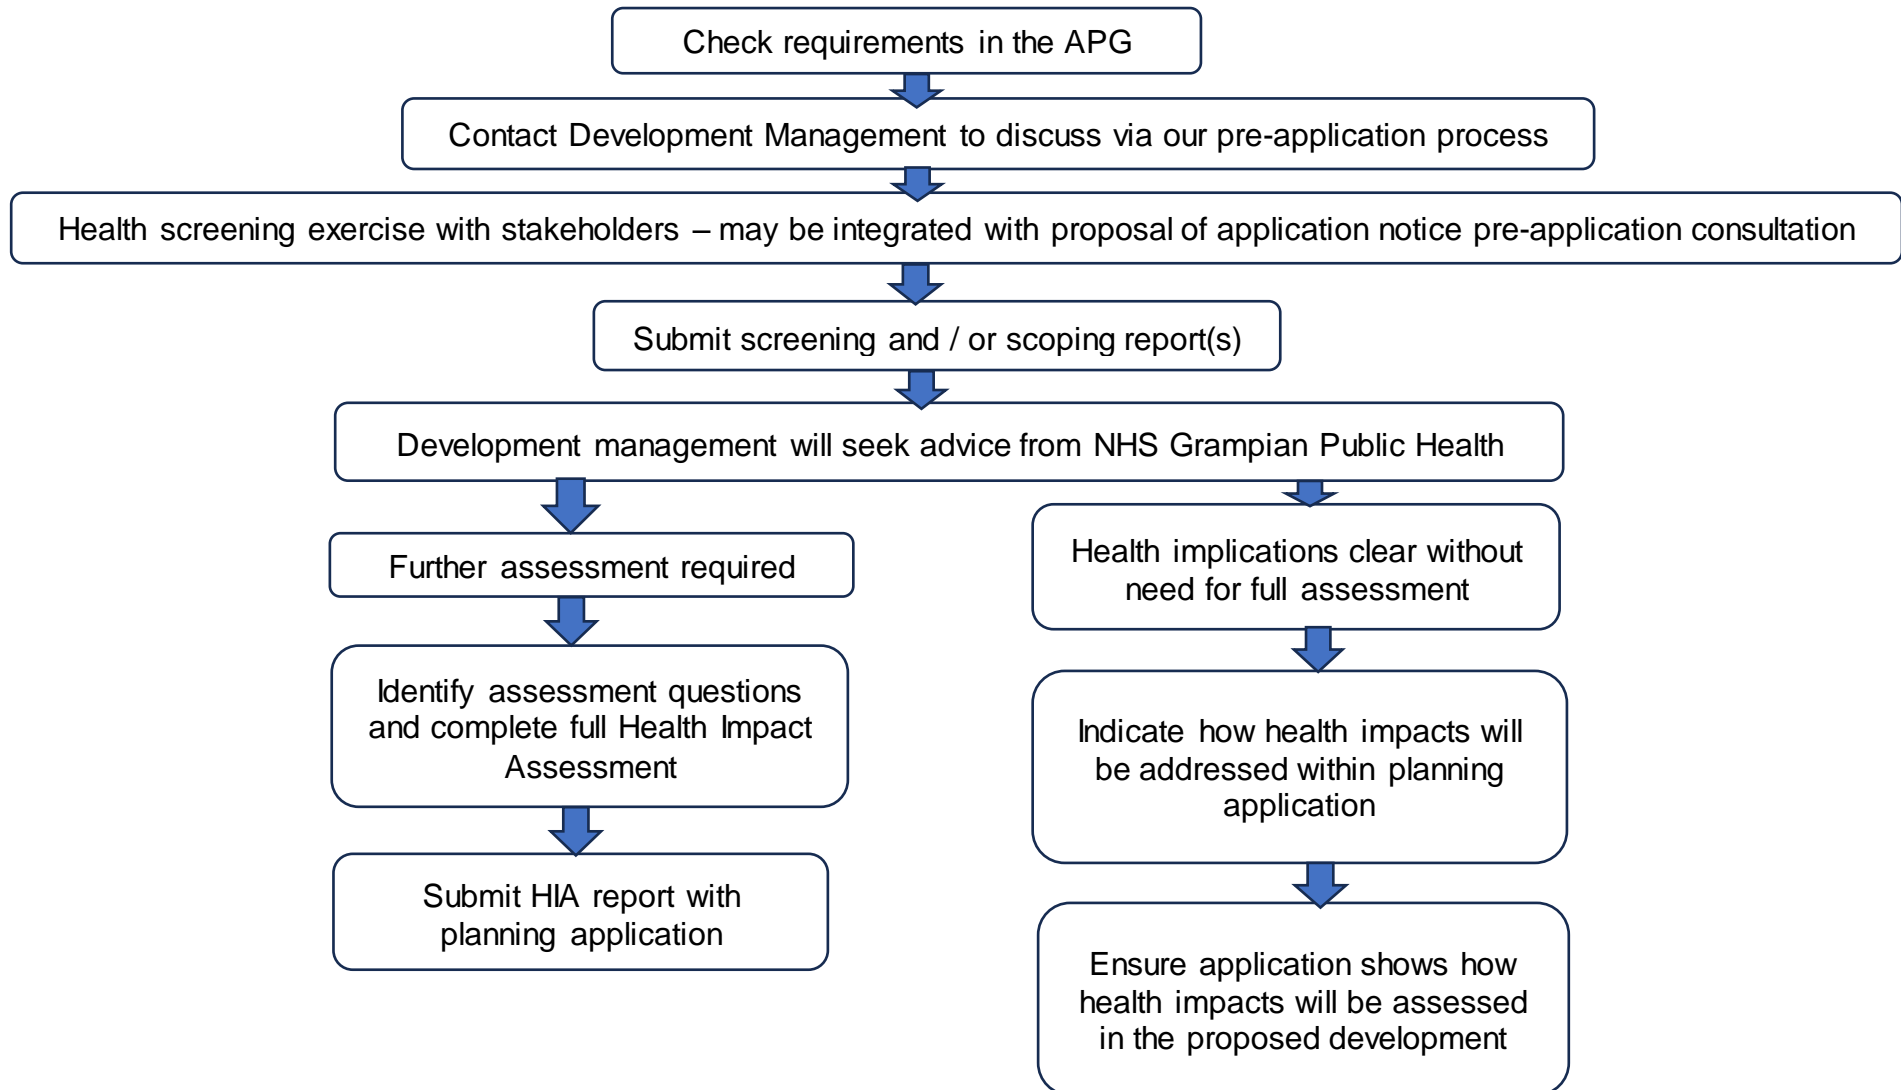 Check requirements in the APG
Contact Development Management to discuss via our pre-application process
Health screening exercise with stakeholders – may be integrated with proposal of application notice pre-application consultation
Submit screening and / or scoping report(s)
Development management will seek advice from NHS Grampian Public Health
Further assessment required
Identify assessment questions
and complete full Health Impact
Assessment
Submit HIA report with
planning application
Health implications clear without
need for full assessment
Indicate how health impacts will
be addressed within planning
application
Ensure application shows how
health impacts will be assessed
in the proposed development